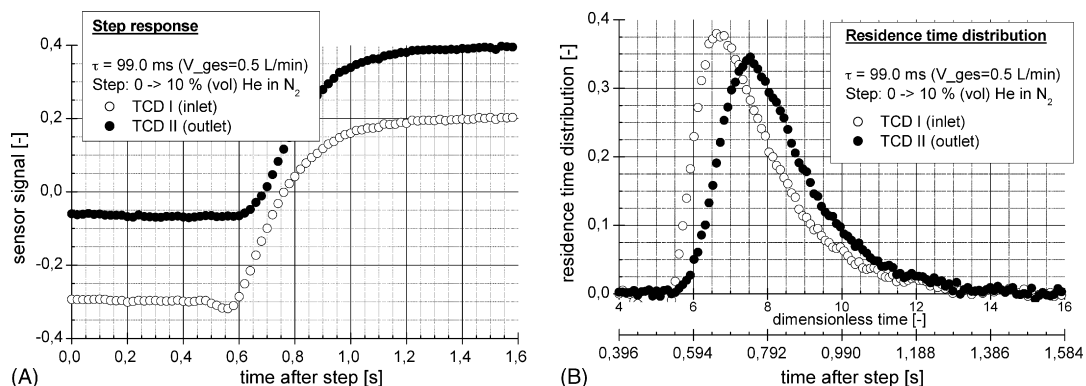 Step response
τ = 99.0 ms (V_ges=0.5 L/min)
Step: 0 -> 10 % (vol) He in N2
TCD I (inlet)
TCD II (outlet)
sensor signal [-]
0,4
0,2
0,0
-0,2
-0,4
0,0 0,2 0,4 0,6 0,8 1,0 1,2 1,4 1,6
time after step [s]
(A)
Residence time distribution
τ = 99.0 ms (V_ges=0.5 L/min)
Step: 0 -> 10 % (vol) He in N2
TCD I (inlet)
TCD II (outlet)
residence time distribution [-]
0,4
0,3
0,2
0,1
0,0
4 6 8 10 12 14 16
dimensionless time [-]
0,396 0,594 0,792 0,990 1,188 1,386 1,584
time after step [s]
(B)